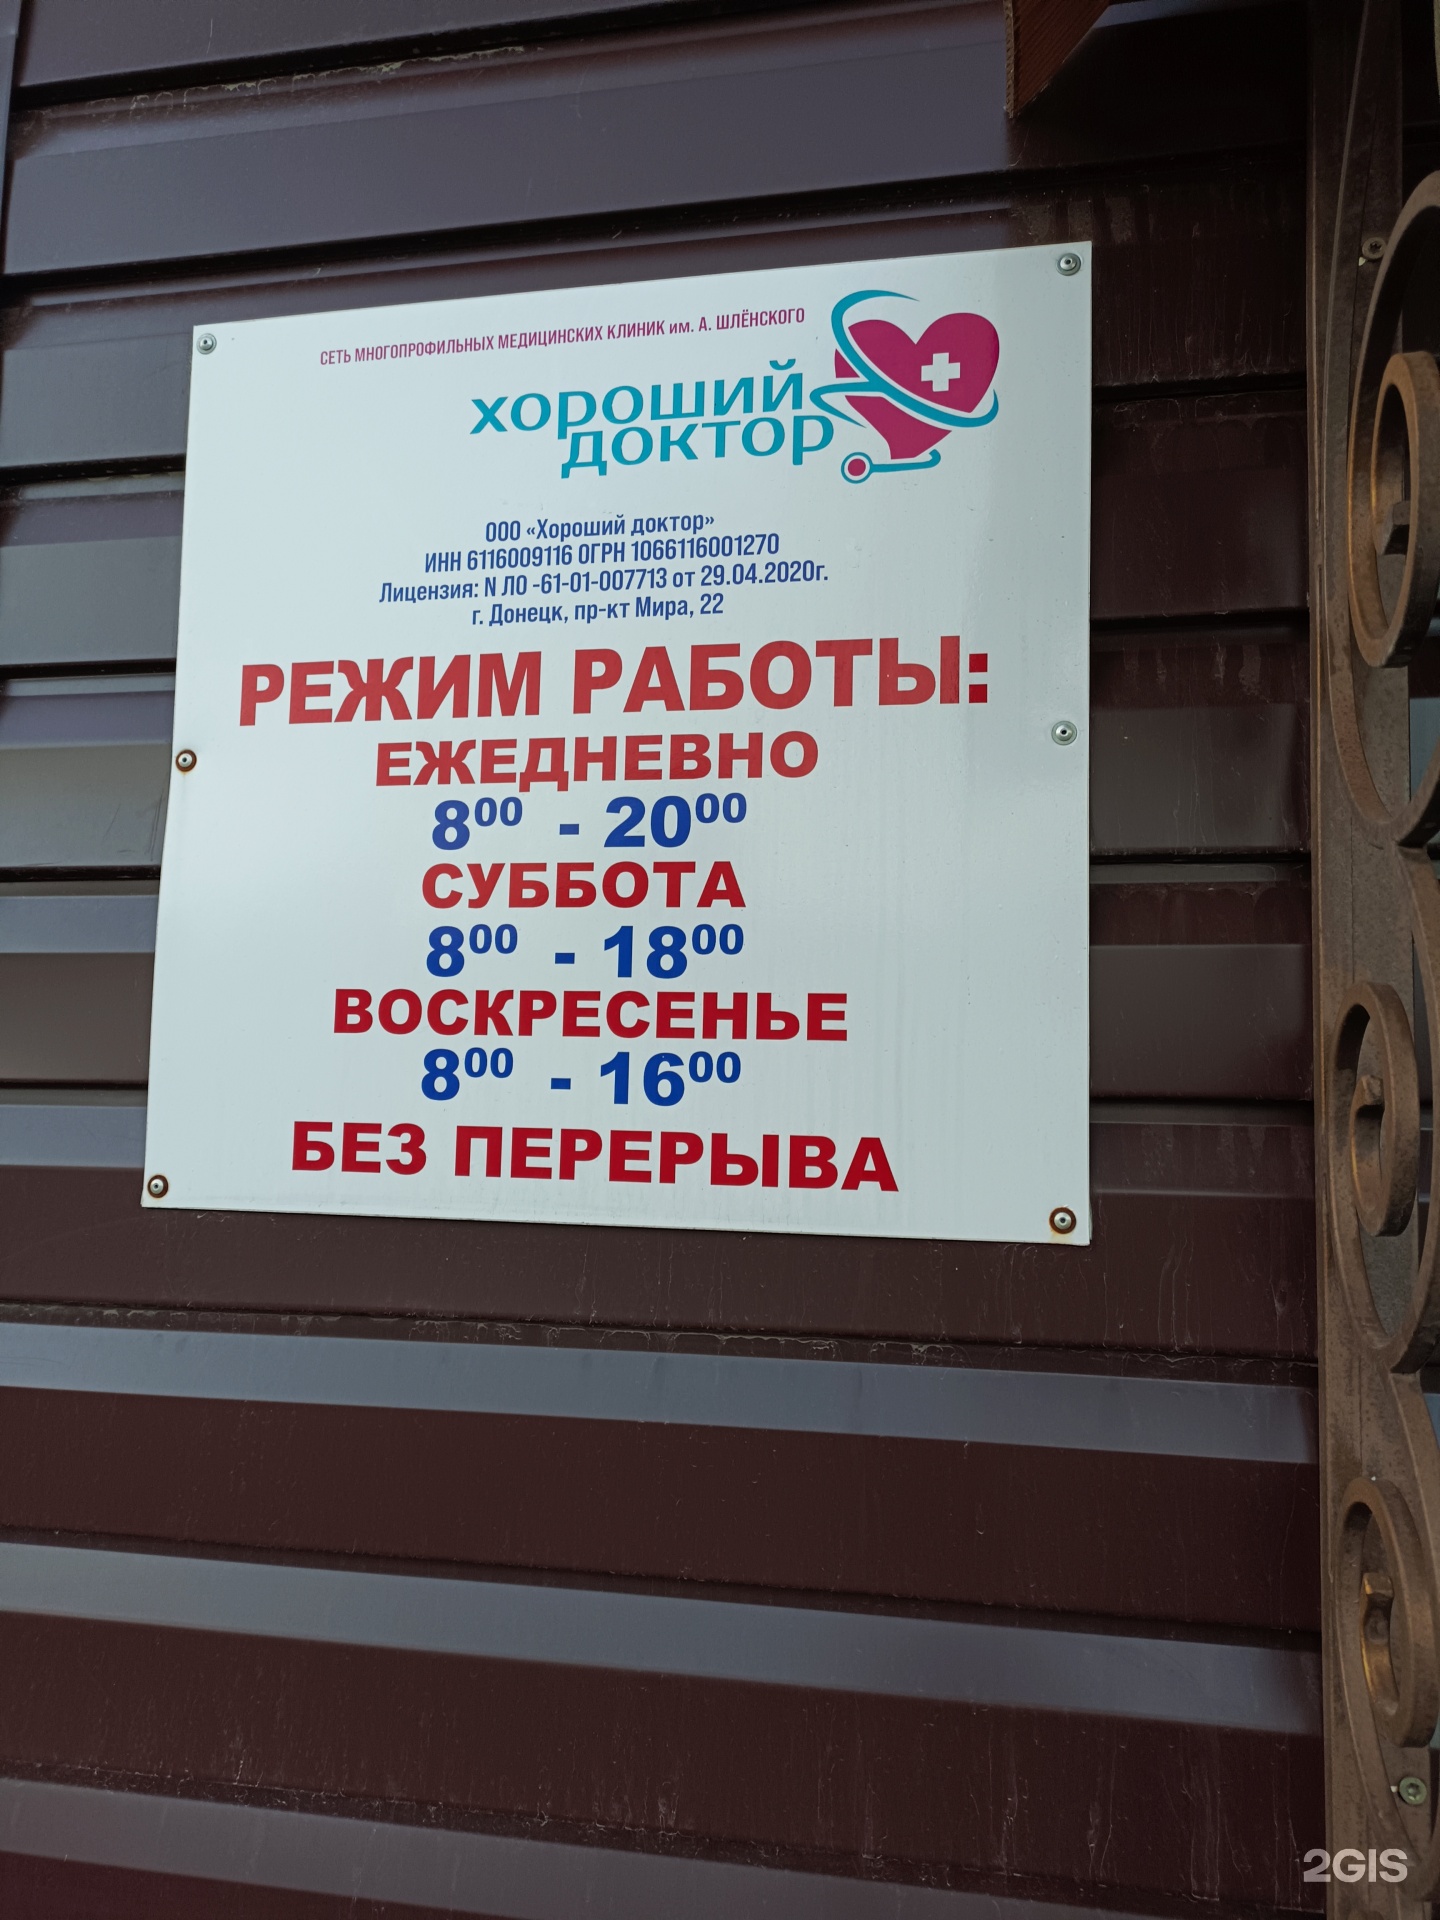 СЕТЬ МНОГОПРОФИЛЬНЫХ МЕДИЦИНСКИХ КЛИНИК им. А. ШЛЁНСКОГО
ХОРОШИЙ
ДОКТОР
ООО «Хороший доктор»
ИНН 6116009116 ОГРН 1066116001270
Лицензия: N ЛО -61-01-007713 от 29.04.2020г.
г. Донецк, пр-кт Мира, 22
РЕЖИМ РАБОТЫ:
ЕЖЕДНЕВНО
8⁰⁰ - 20⁰⁰
СУББОТА
8⁰⁰ - 18⁰⁰
ВОСКРЕСЕНЬЕ
8⁰⁰ - 16⁰⁰
БЕЗ ПЕРЕРЫВА
2GIS